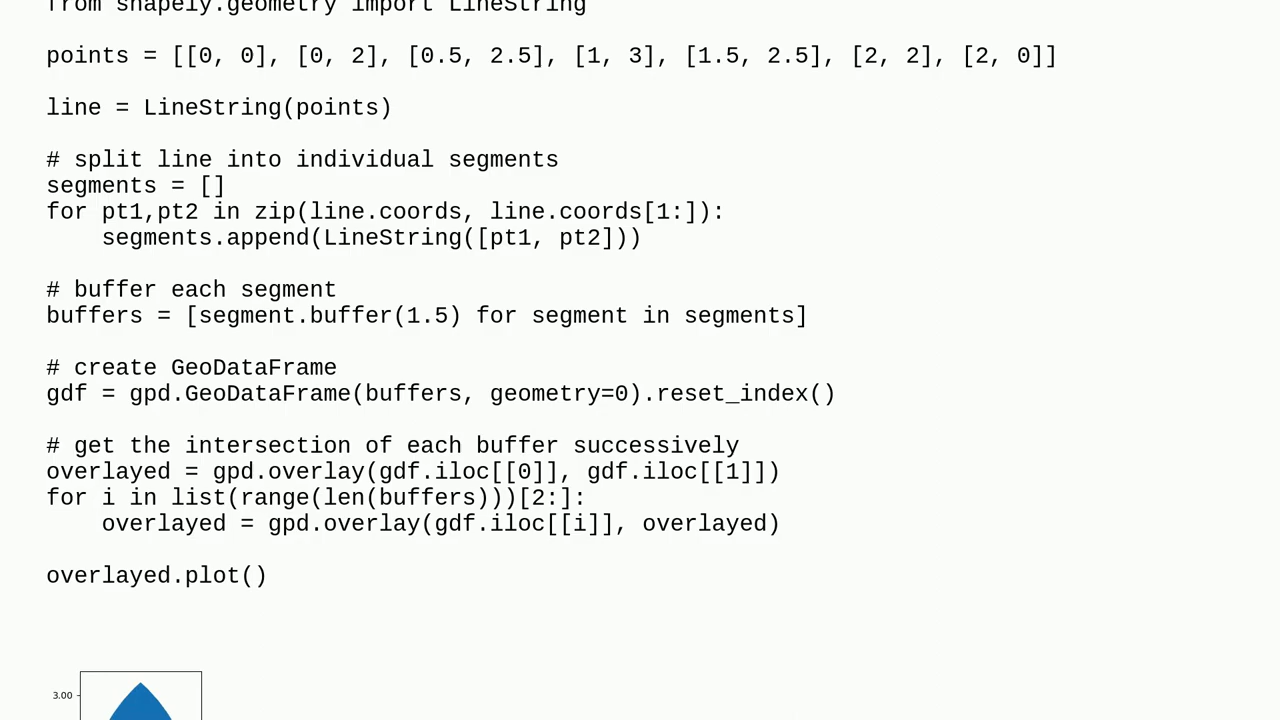 from shapely.geometry import LineString
points = [[0, 0], [0, 2], [0.5, 2.5], [1, 3], [1.5, 2.5], [2, 2], [2, 0]]
line = LineString(points)
# split line into individual segments
segments = []
for pt1,pt2 in zip(line.coords, line.coords[1:]):
    segments.append(LineString([pt1, pt2]))
# buffer each segment
buffers = [segment.buffer(1.5) for segment in segments]
# create GeoDataFrame
gdf = gpd.GeoDataFrame(buffers, geometry=0).reset_index()
# get the intersection of each buffer successively
overlayed = gpd.overlay(gdf.iloc[[0]], gdf.iloc[[1]])
for i in list(range(len(buffers)))[2:]:
    overlayed = gpd.overlay(gdf.iloc[[i]], overlayed)
overlayed.plot()
3.00